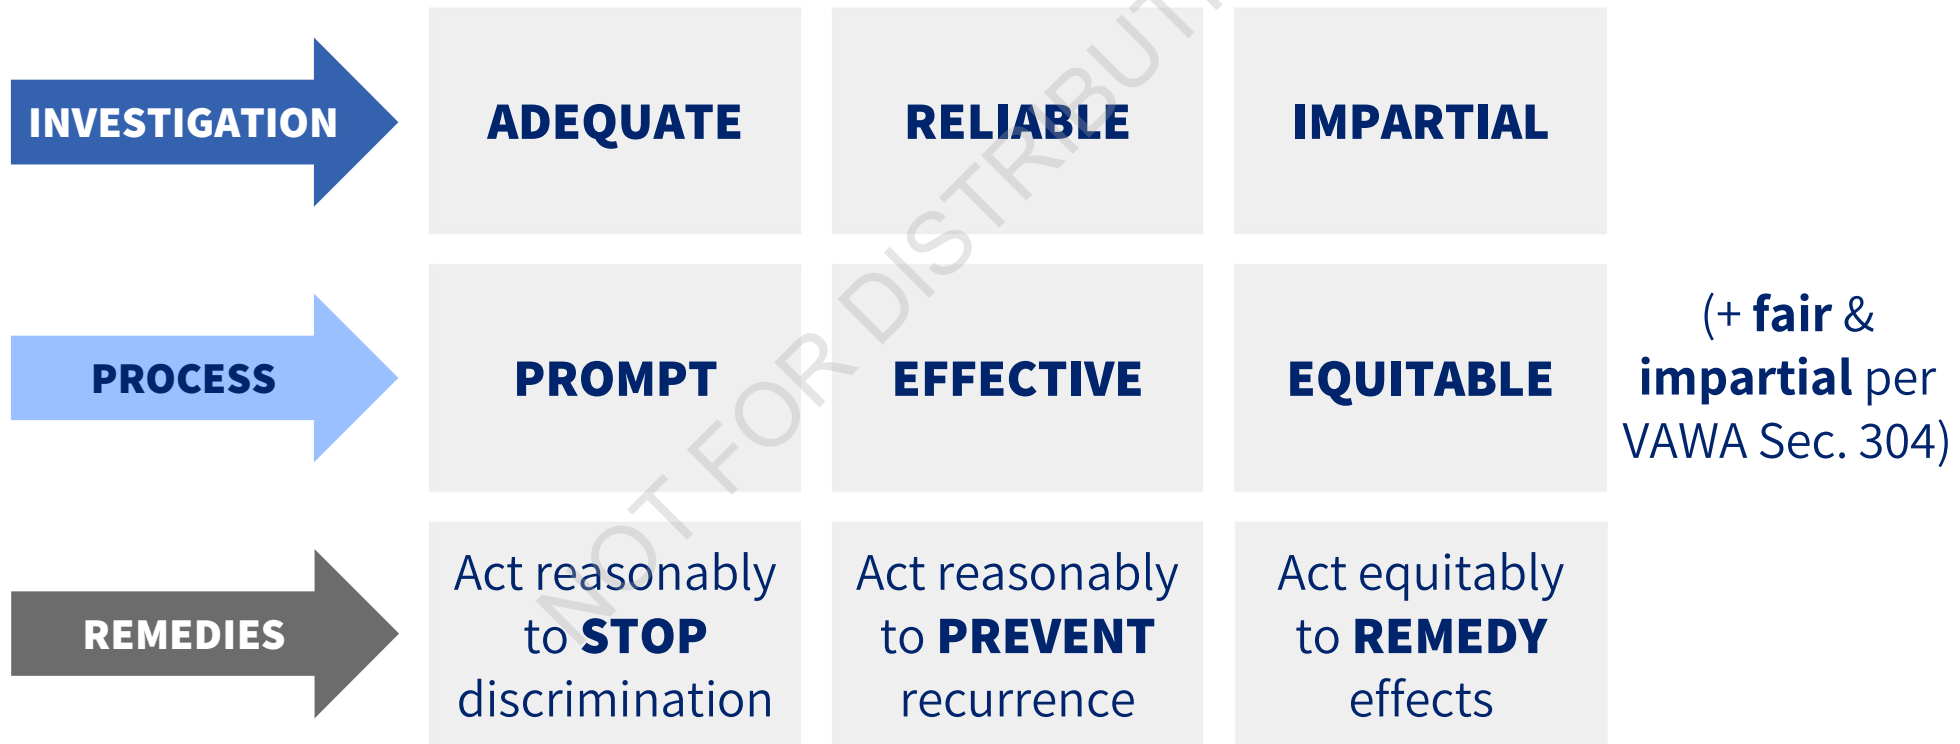 INVESTIGATION
ADEQUATE
RELIABLE
IMPARTIAL
PROCESS
PROMPT
EFFECTIVE
EQUITABLE
(+ fair &
impartial per
VAWA Sec. 304)
REMEDIES
Act reasonably
to STOP
discrimination
Act reasonably
to PREVENT
recurrence
Act equitably
to REMEDY
effects
NOT FOR DISTRIBUT